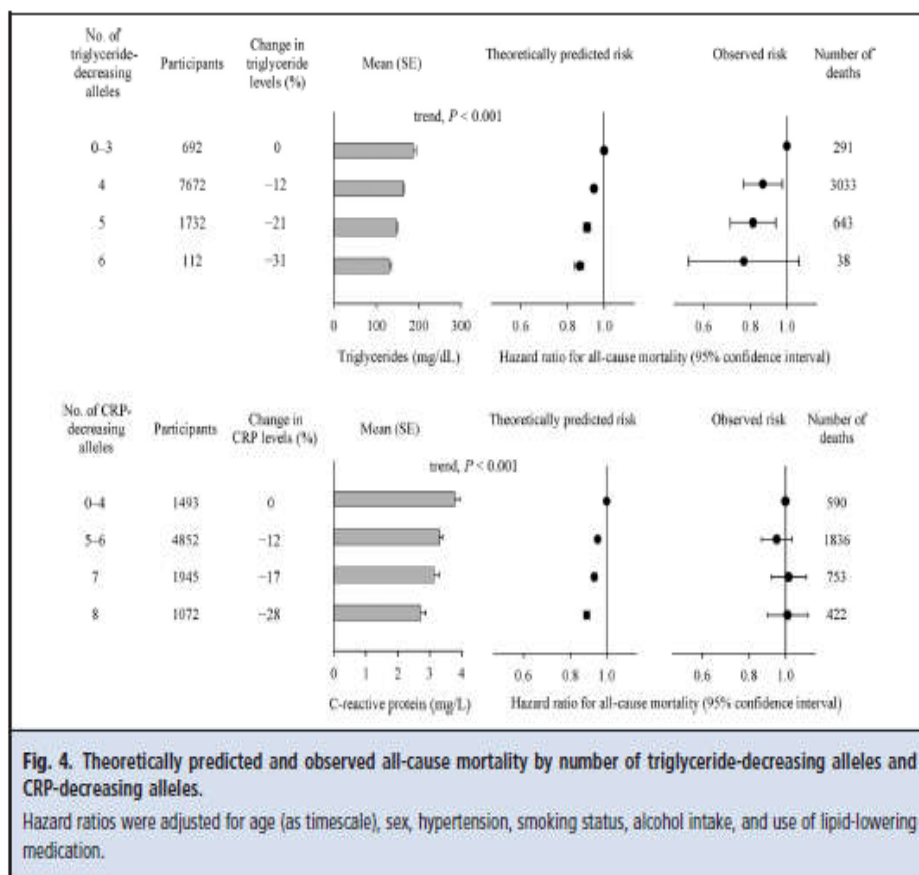 No. of triglyceride-decreasing alleles Participants Change in triglyceride levels (%) Mean (SE) Theoretically predicted risk Observed risk Number of deaths
trend, P < 0.001
0–3 692 0 291
4 7672 −12 3033
5 1732 −21 643
6 112 −31 38
0 100 200 300 0.6 0.8 1.0 0.6 0.8 1.0
Triglycerides (mg/dL) Hazard ratio for all-cause mortality (95% confidence interval)
No. of CRP-decreasing alleles Participants Change in CRP levels (%) Mean (SE) Theoretically predicted risk Observed risk Number of deaths
trend, P < 0.001
0–4 1493 0 590
5–6 4852 −12 1836
7 1945 −17 753
8 1072 −28 422
0 1 2 3 4 0.6 0.8 1.0 0.6 0.8 1.0
C-reactive protein (mg/L) Hazard ratio for all-cause mortality (95% confidence interval)
Fig. 4. Theoretically predicted and observed all-cause mortality by number of triglyceride-decreasing alleles and
CRP-decreasing alleles.
Hazard ratios were adjusted for age (as timescale), sex, hypertension, smoking status, alcohol intake, and use of lipid-lowering
medication.